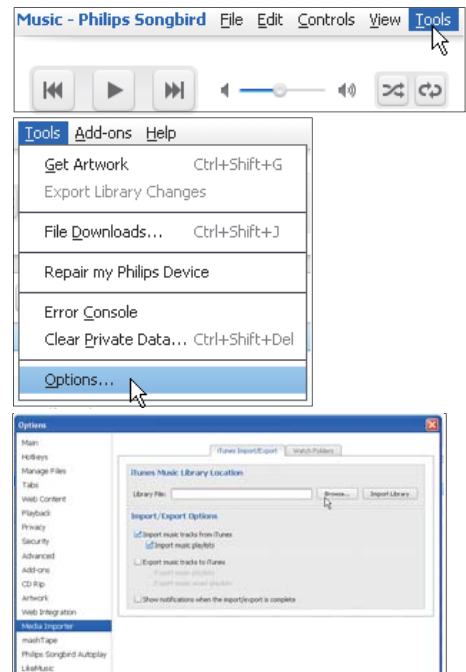 Music - Philips Songbird File Edit Controls View Tools
Tools Add-ons Help
Get Artwork Ctrl+Shift+G
Export Library Changes
File Downloads... Ctrl+Shift+J
Repair my Philips Device
Error Console
Clear Private Data... Ctrl+Shift+Del
Options...
Options
Main
Hotkeys
Manage Files
Tabs
Web Content
Playback
Privacy
Security
Advanced
Add-ons
CD Rip
Artwork
Web Integration
Media Importer
mashTape
Philips Songbird Autoplay
LikeMusic
iTunes Import/Export Watch Folders
iTunes Music Library Location
Library File: Browse... Import Library
Import/Export Options
Import music tracks from iTunes
Import music playlists
Export music tracks to iTunes
Export music playlists
Show notifications when the import/export is complete